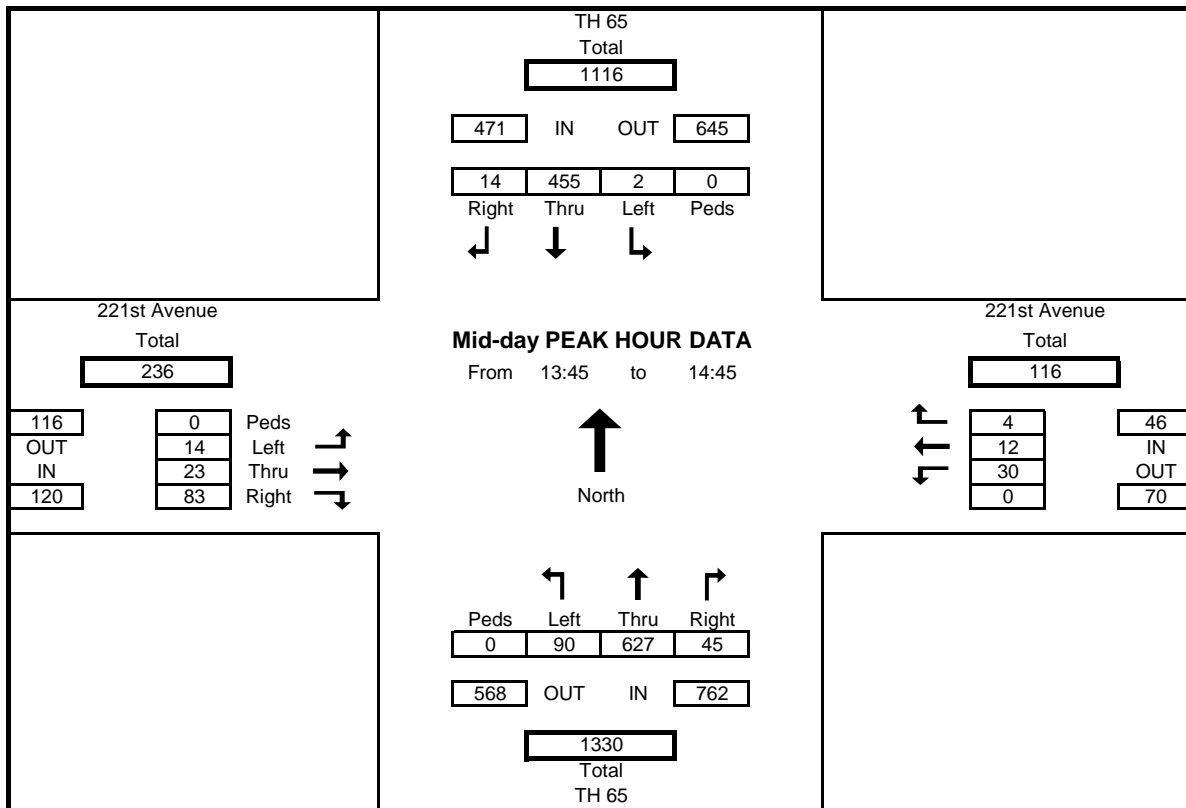 TH 65
Total
1116
471 IN OUT 645
14 455 2 0
Right Thru Left Peds
221st Avenue
Total
236
116 0 Peds
OUT 14 Left
IN 23 Thru
120 83 Right
Mid-day PEAK HOUR DATA
From 13:45 to 14:45
North
221st Avenue
Total
116
4 46
12 IN
30 OUT
0 70
Peds Left Thru Right
0 90 627 45
568 OUT IN 762
1330
Total
TH 65